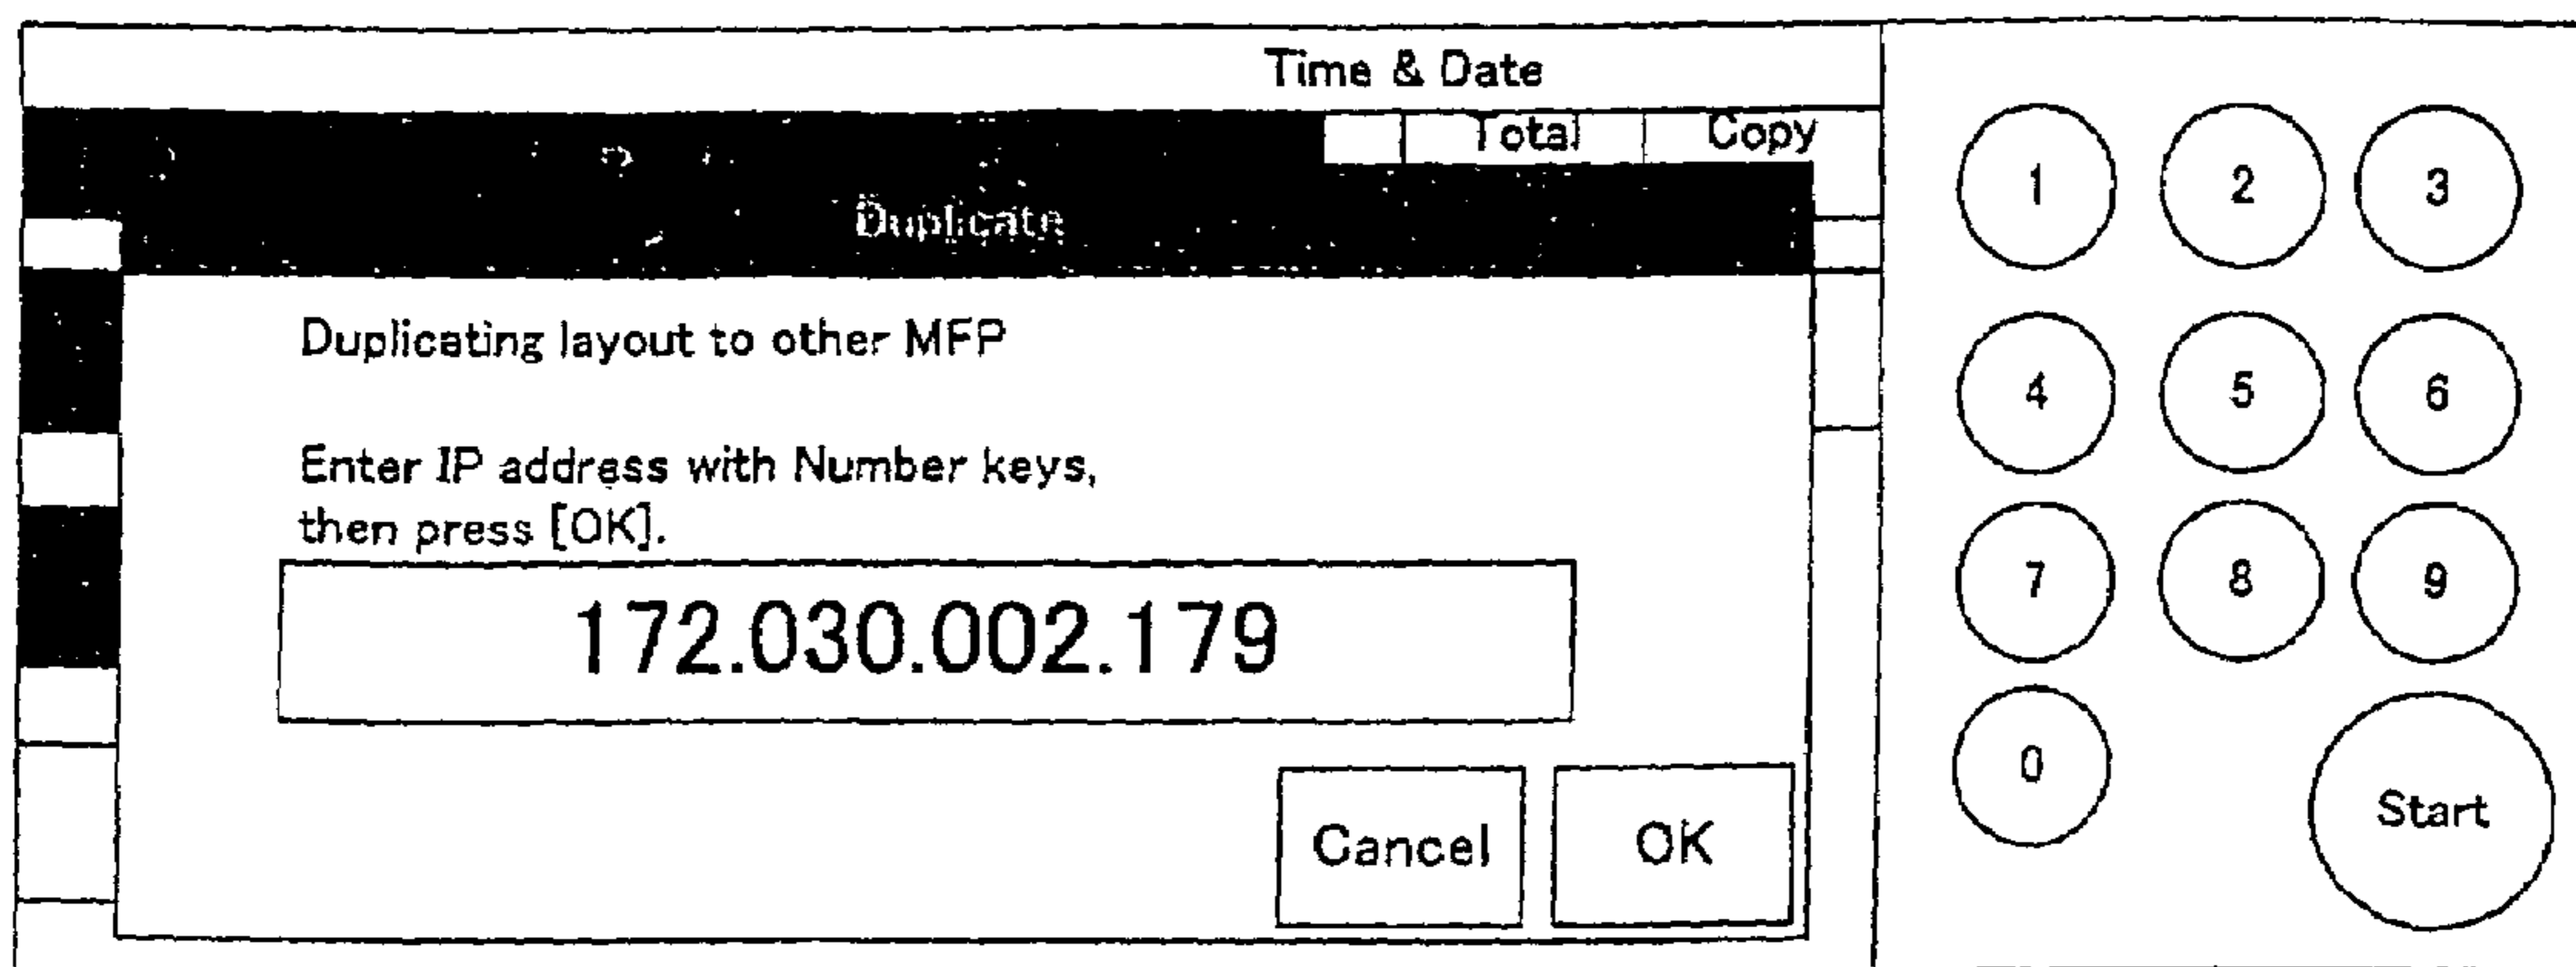 Time & Date
Total Copy
Duplicate
Duplicating layout to other MFP
Enter IP address with Number keys,
then press [OK].
172.030.002.179
Cancel OK
1 2 3
4 5 6
7 8 9
0
Start